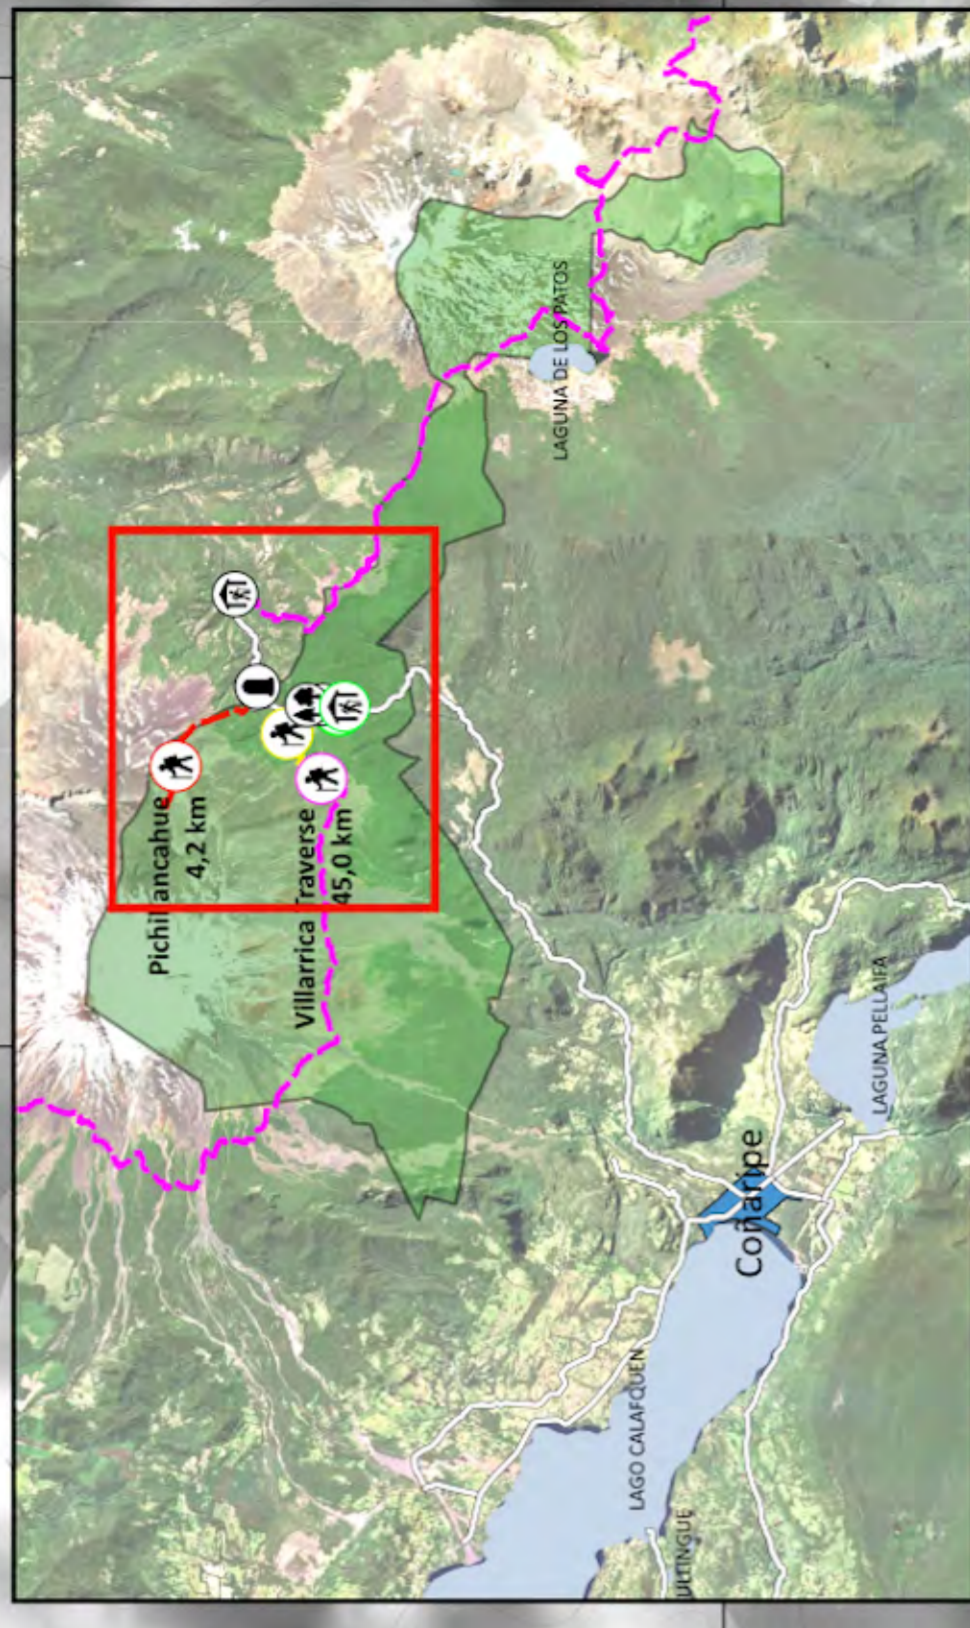 Pichillancahue
4,2 km
Villarrica Traverse
45,0 km
LAGUNA DE LOS PATOS
LAGUNA PELLAIFA
Coñaripe
LAGO CALAFQUEN